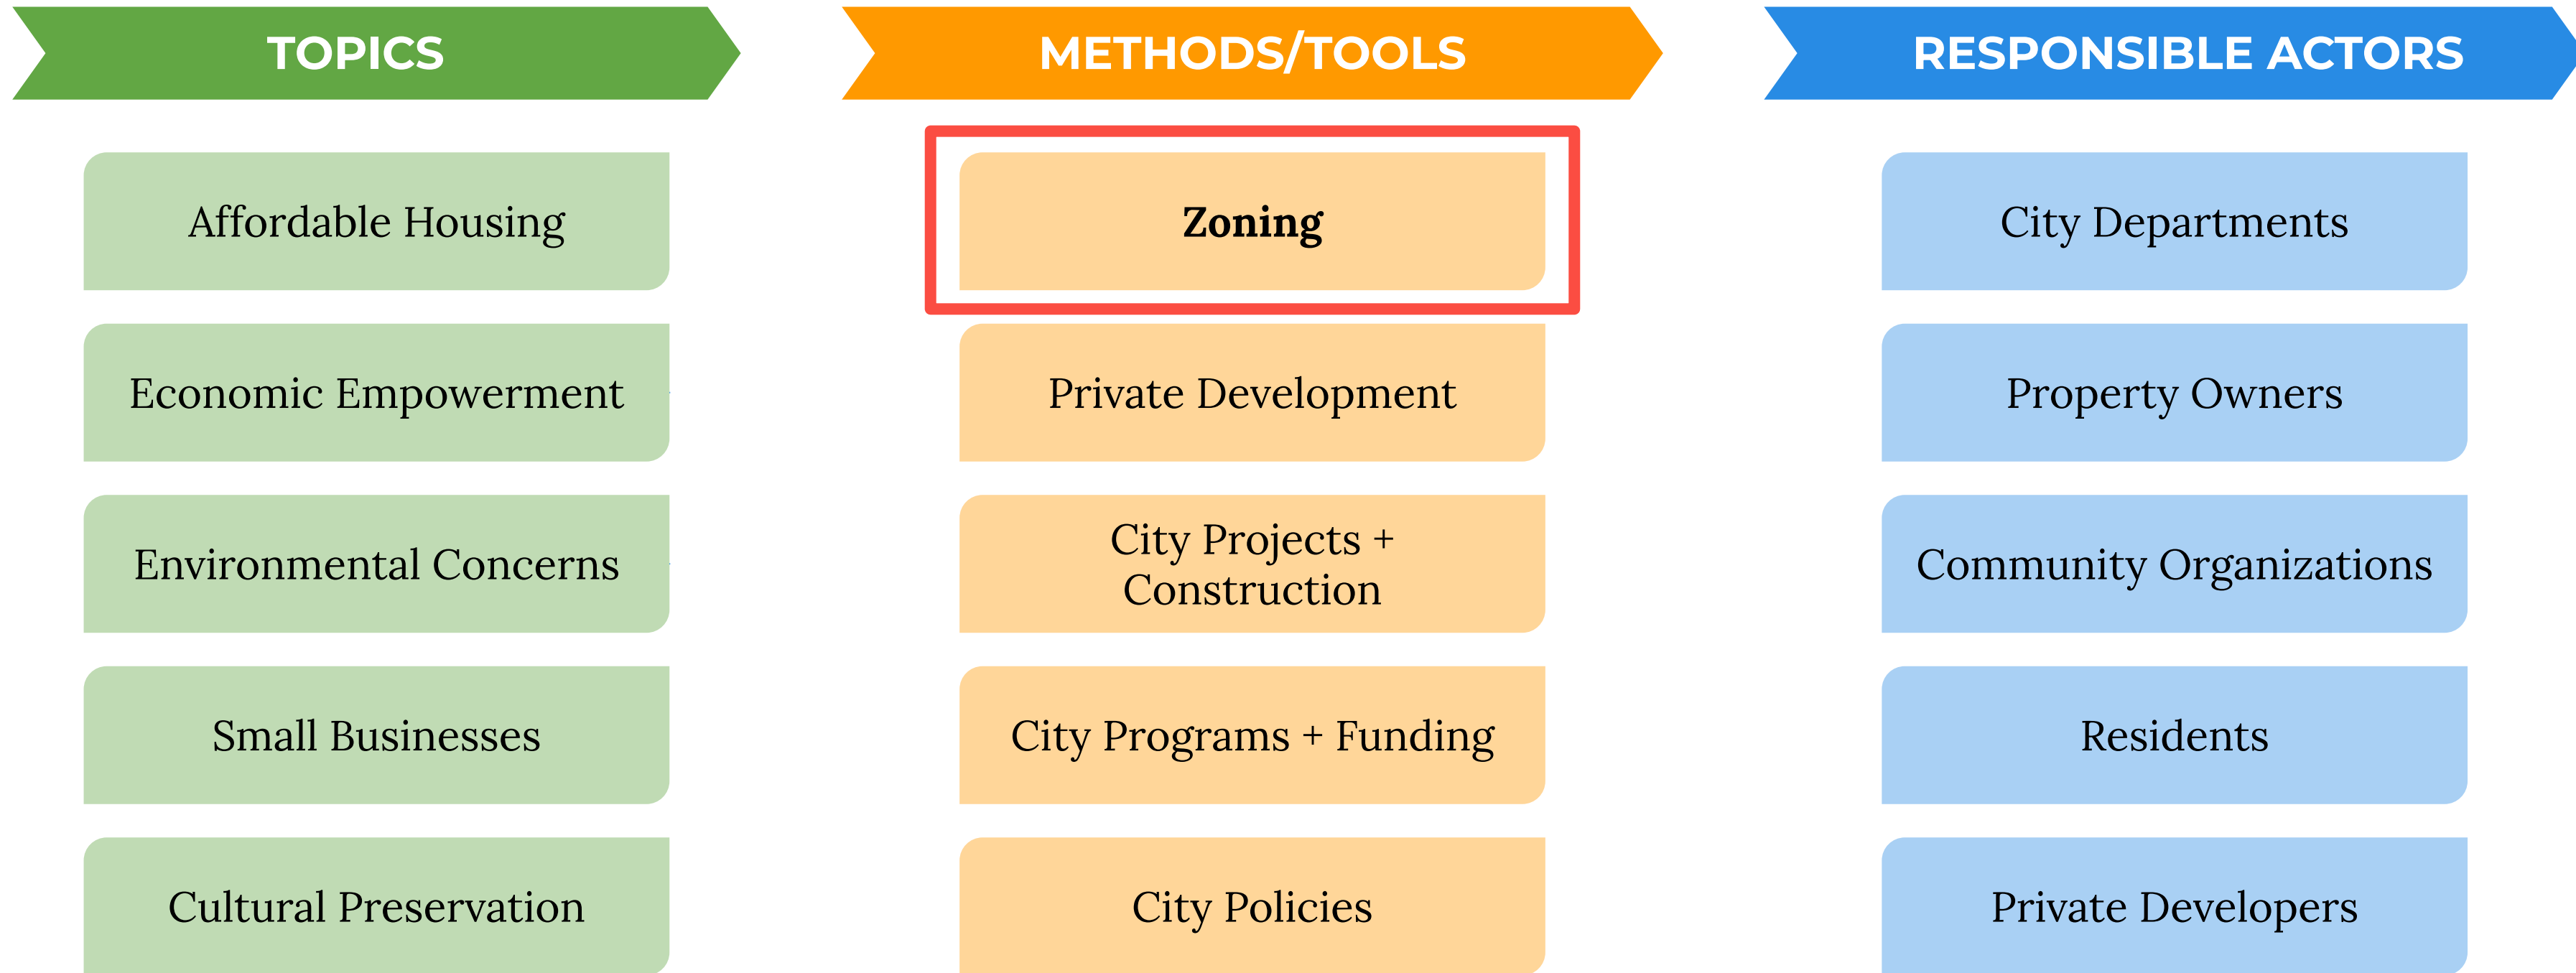 TOPICS
Affordable Housing
Economic Empowerment
Environmental Concerns
Small Businesses
Cultural Preservation
METHODS/TOOLS
Zoning
Private Development
City Projects +
Construction
City Programs + Funding
City Policies
RESPONSIBLE ACTORS
City Departments
Property Owners
Community Organizations
Residents
Private Developers